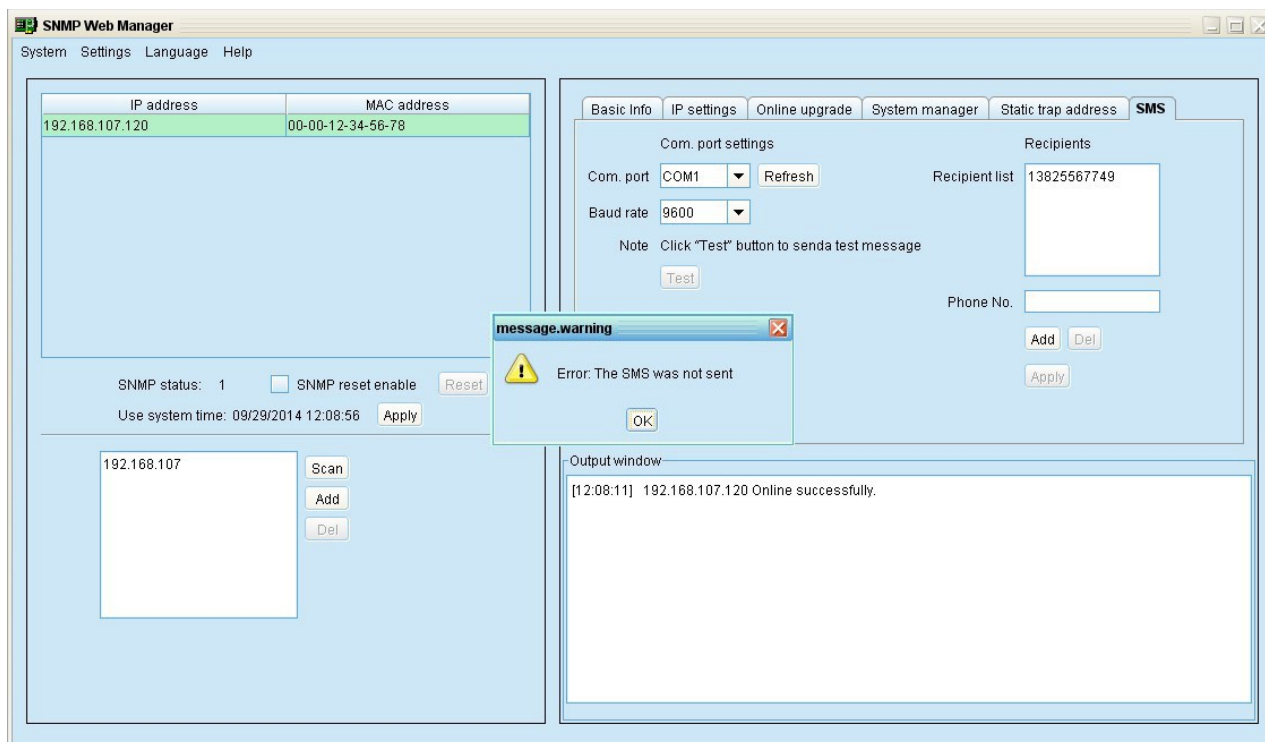 SNMP Web Manager
System Settings Language Help
IP address MAC address
192.168.107.120 00-00-12-34-56-78
SNMP status: 1 SNMP reset enable Reset
Use system time: 09/29/2014 12:08:56 Apply
192.168.107
Scan
Add
Del
Basic Info IP settings Online upgrade System manager Static trap address SMS
Com. port settings Recipients
Com. port COM1 Refresh Recipient list 13825567749
Baud rate 9600
Note Click "Test" button to senda test message
Test
Phone No.
Add Del
Apply
message.warning
Error: The SMS was not sent
OK
Output window
[12:08:11] 192.168.107.120 Online successfully.